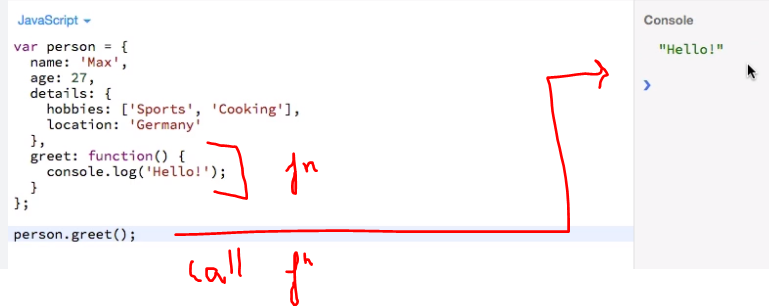 JavaScript
Console
var person = {
  name: 'Max',
  age: 27,
  details: {
    hobbies: ['Sports', 'Cooking'],
    location: 'Germany'
  },
  greet: function() {
    console.log('Hello!');
  }
};
person.greet();
"Hello!"
fn
call fn